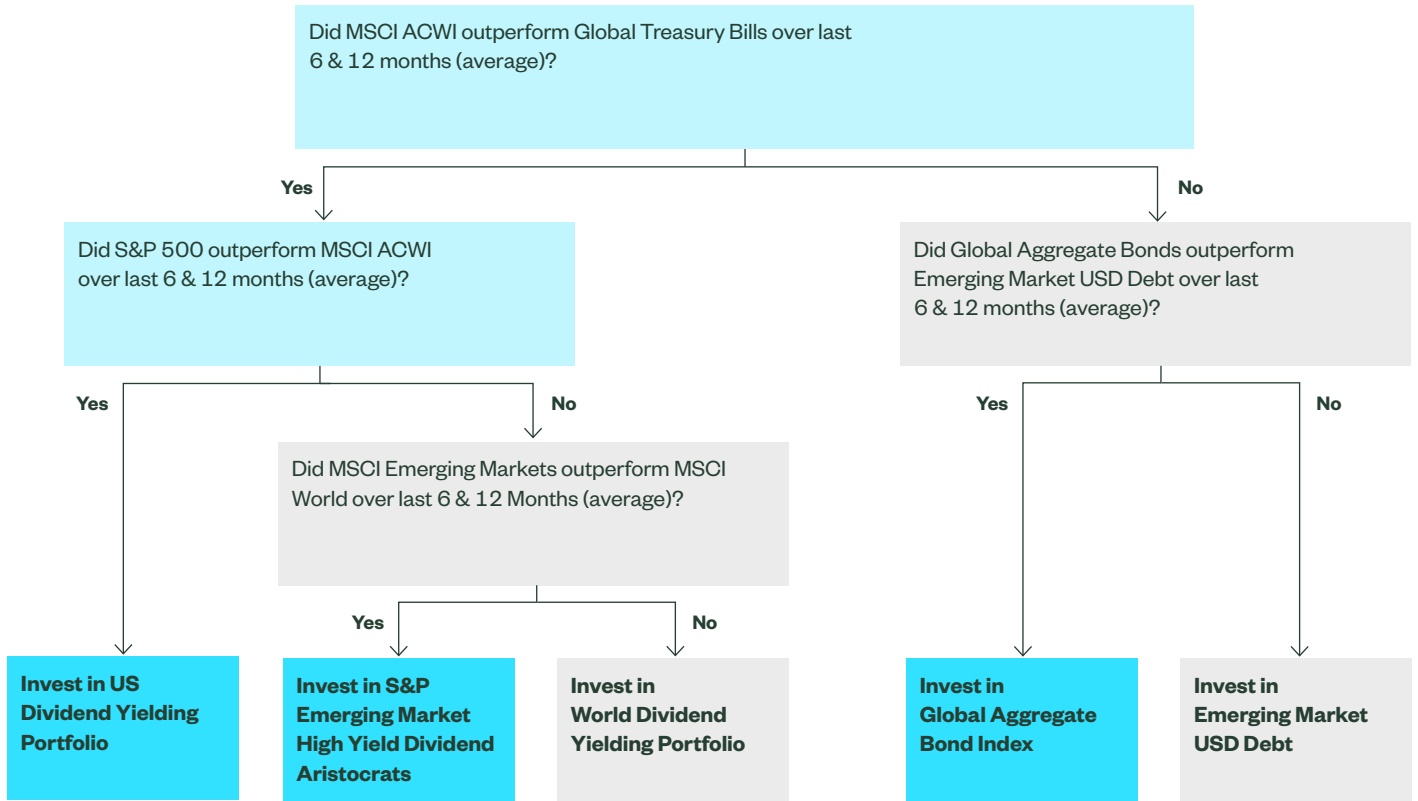 Did MSCI ACWI outperform Global Treasury Bills over last
6 & 12 months (average)?
Yes
No
Did S&P 500 outperform MSCI ACWI
over last 6 & 12 months (average)?
Did Global Aggregate Bonds outperform
Emerging Market USD Debt over last
6 & 12 months (average)?
Yes
No
Yes
No
Did MSCI Emerging Markets outperform MSCI
World over last 6 & 12 Months (average)?
Yes
No
Invest in US
Dividend Yielding
Portfolio
Invest in S&P
Emerging Market
High Yield Dividend
Aristocrats
Invest in
World Dividend
Yielding Portfolio
Invest in
Global Aggregate
Bond Index
Invest in
Emerging Market
USD Debt